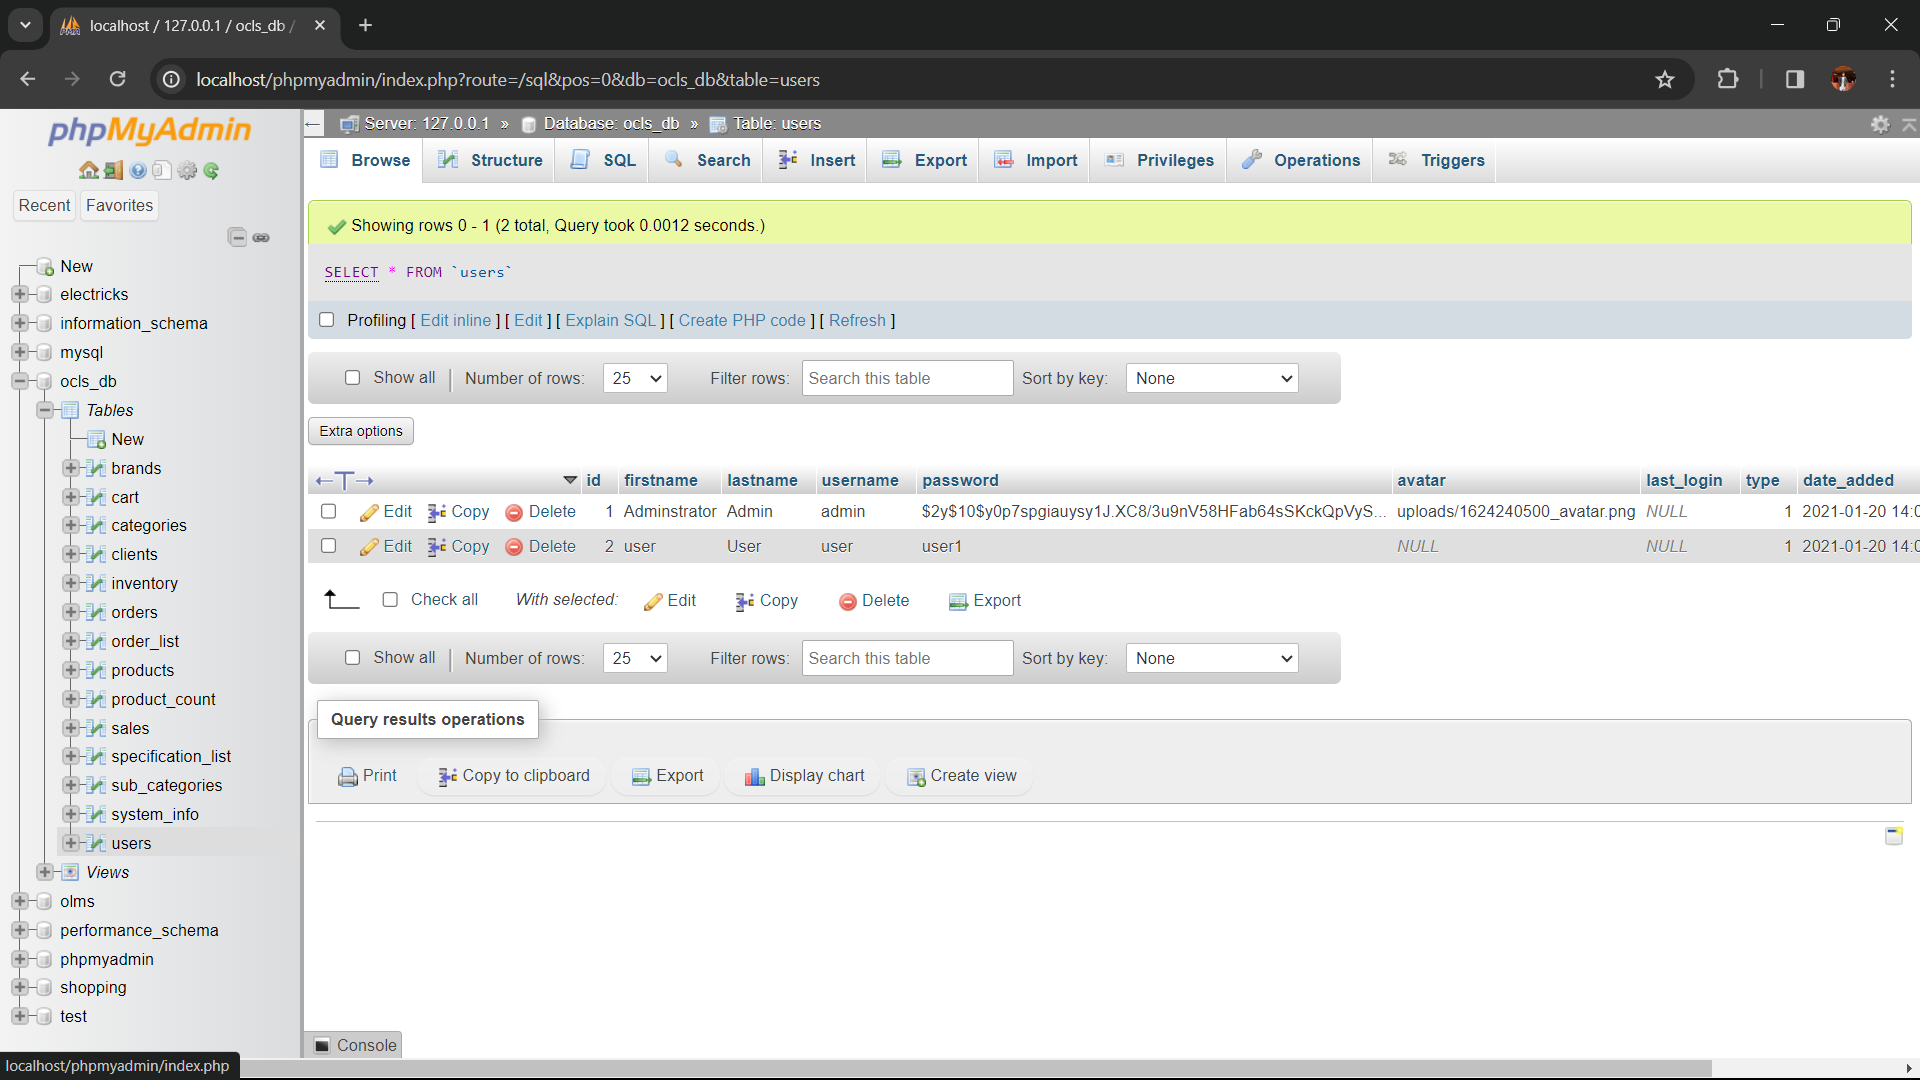 localhost / 127.0.0.1 / ocls_db /
localhost/phpmyadmin/index.php?route=/sql&pos=0&db=ocls_db&table=users
phpMyAdmin
Recent Favorites
New
electricks
information_schema
mysql
ocls_db
Tables
New
brands
cart
categories
clients
inventory
orders
order_list
products
product_count
sales
specification_list
sub_categories
system_info
users
Views
olms
performance_schema
phpmyadmin
shopping
test
localhost/phpmyadmin/index.php
Server: 127.0.0.1 » Database: ocls_db » Table: users
Browse Structure SQL Search Insert Export Import Privileges Operations Triggers
Showing rows 0 - 1 (2 total, Query took 0.0012 seconds.)
SELECT * FROM `users`
Profiling [ Edit inline ] [ Edit ] [ Explain SQL ] [ Create PHP code ] [ Refresh ]
Show all | Number of rows: 25 Filter rows: Search this table Sort by key: None
Extra options
id firstname lastname username password avatar last_login type date_added
Edit Copy Delete 1 Adminstrator Admin admin $2y$10$y0p7spgiauysy1J.XC8/3u9nV58HFab64sSKckQpVyS... uploads/1624240500_avatar.png NULL 1 2021-01-20 14:0
Edit Copy Delete 2 user User user user1 NULL NULL 1 2021-01-20 14:0
Check all With selected: Edit Copy Delete Export
Show all | Number of rows: 25 Filter rows: Search this table Sort by key: None
Query results operations
Print Copy to clipboard Export Display chart Create view
Console